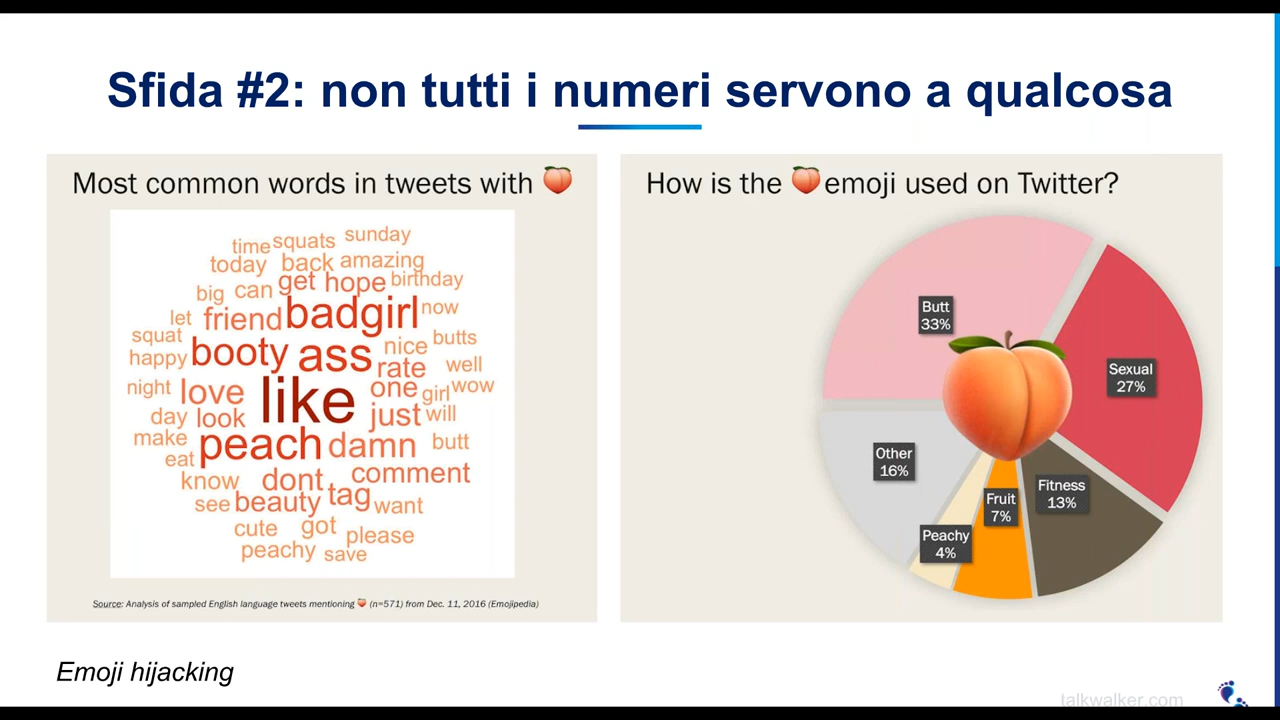 Sfida #2: non tutti i numeri servono a qualcosa
Most common words in tweets with 🍑
time squats sunday
today back amazing
big can get hope birthday
let friend badgirl now
squat booty ass nice butts
happy rate well
night love like one girl wow
day look just will
make peach damn butt
eat
know dont comment
see beauty tag want
cute got please
peachy save
Source: Analysis of sampled English language tweets mentioning 🍑 (n=571) from Dec. 11, 2016 (Emojipedia)
How is the 🍑 emoji used on Twitter?
Butt
33%
Sexual
27%
Other
16%
Fitness
13%
Fruit
7%
Peachy
4%
Emoji hijacking
talkwalker.com